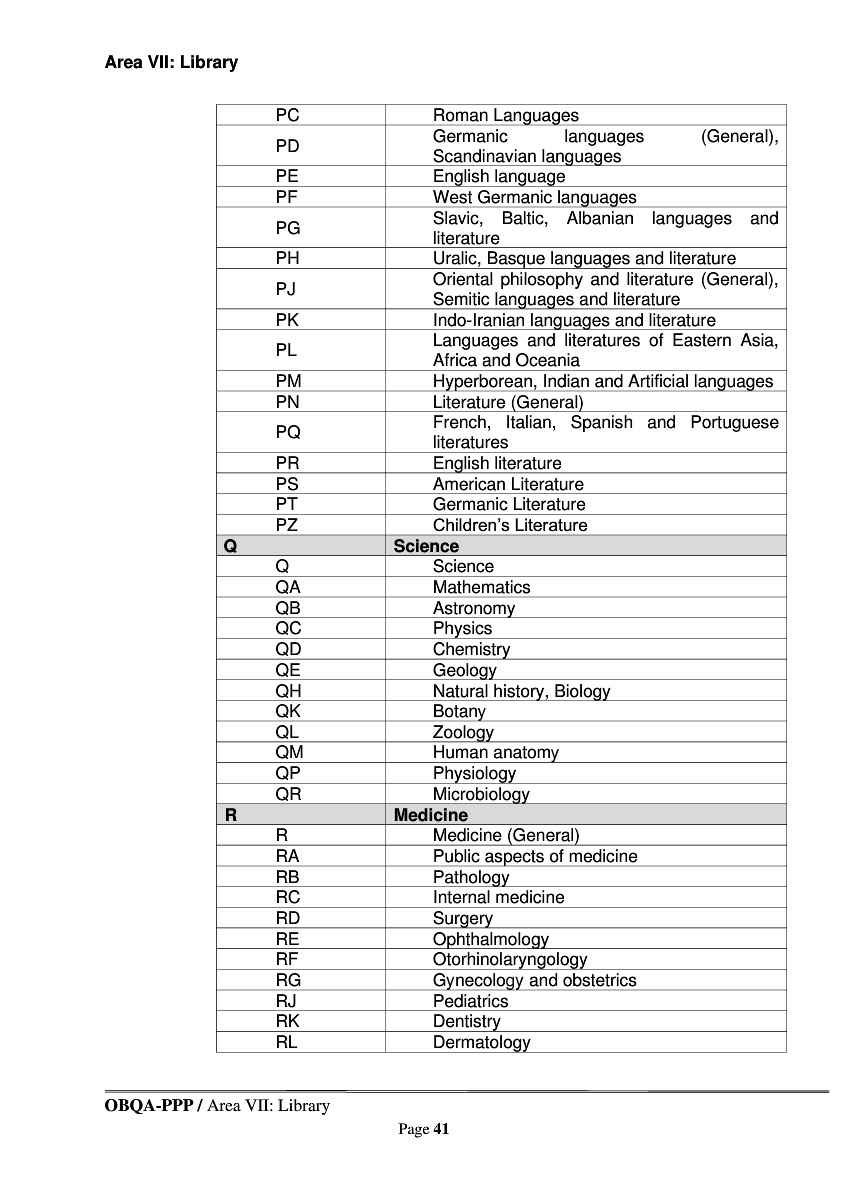 Area VII: Library
PC Roman Languages
PD Germanic languages (General),
Scandinavian languages
PE English language
PF West Germanic languages
PG Slavic, Baltic, Albanian languages and
literature
PH Uralic, Basque languages and literature
PJ Oriental philosophy and literature (General),
Semitic languages and literature
PK Indo-Iranian languages and literature
PL Languages and literatures of Eastern Asia,
Africa and Oceania
PM Hyperborean, Indian and Artificial languages
PN Literature (General)
PQ French, Italian, Spanish and Portuguese
literatures
PR English literature
PS American Literature
PT Germanic Literature
PZ Children’s Literature
Q Science
Q Science
QA Mathematics
QB Astronomy
QC Physics
QD Chemistry
QE Geology
QH Natural history, Biology
QK Botany
QL Zoology
QM Human anatomy
QP Physiology
QR Microbiology
R Medicine
R Medicine (General)
RA Public aspects of medicine
RB Pathology
RC Internal medicine
RD Surgery
RE Ophthalmology
RF Otorhinolaryngology
RG Gynecology and obstetrics
RJ Pediatrics
RK Dentistry
RL Dermatology
OBQA-PPP / Area VII: Library
Page 41